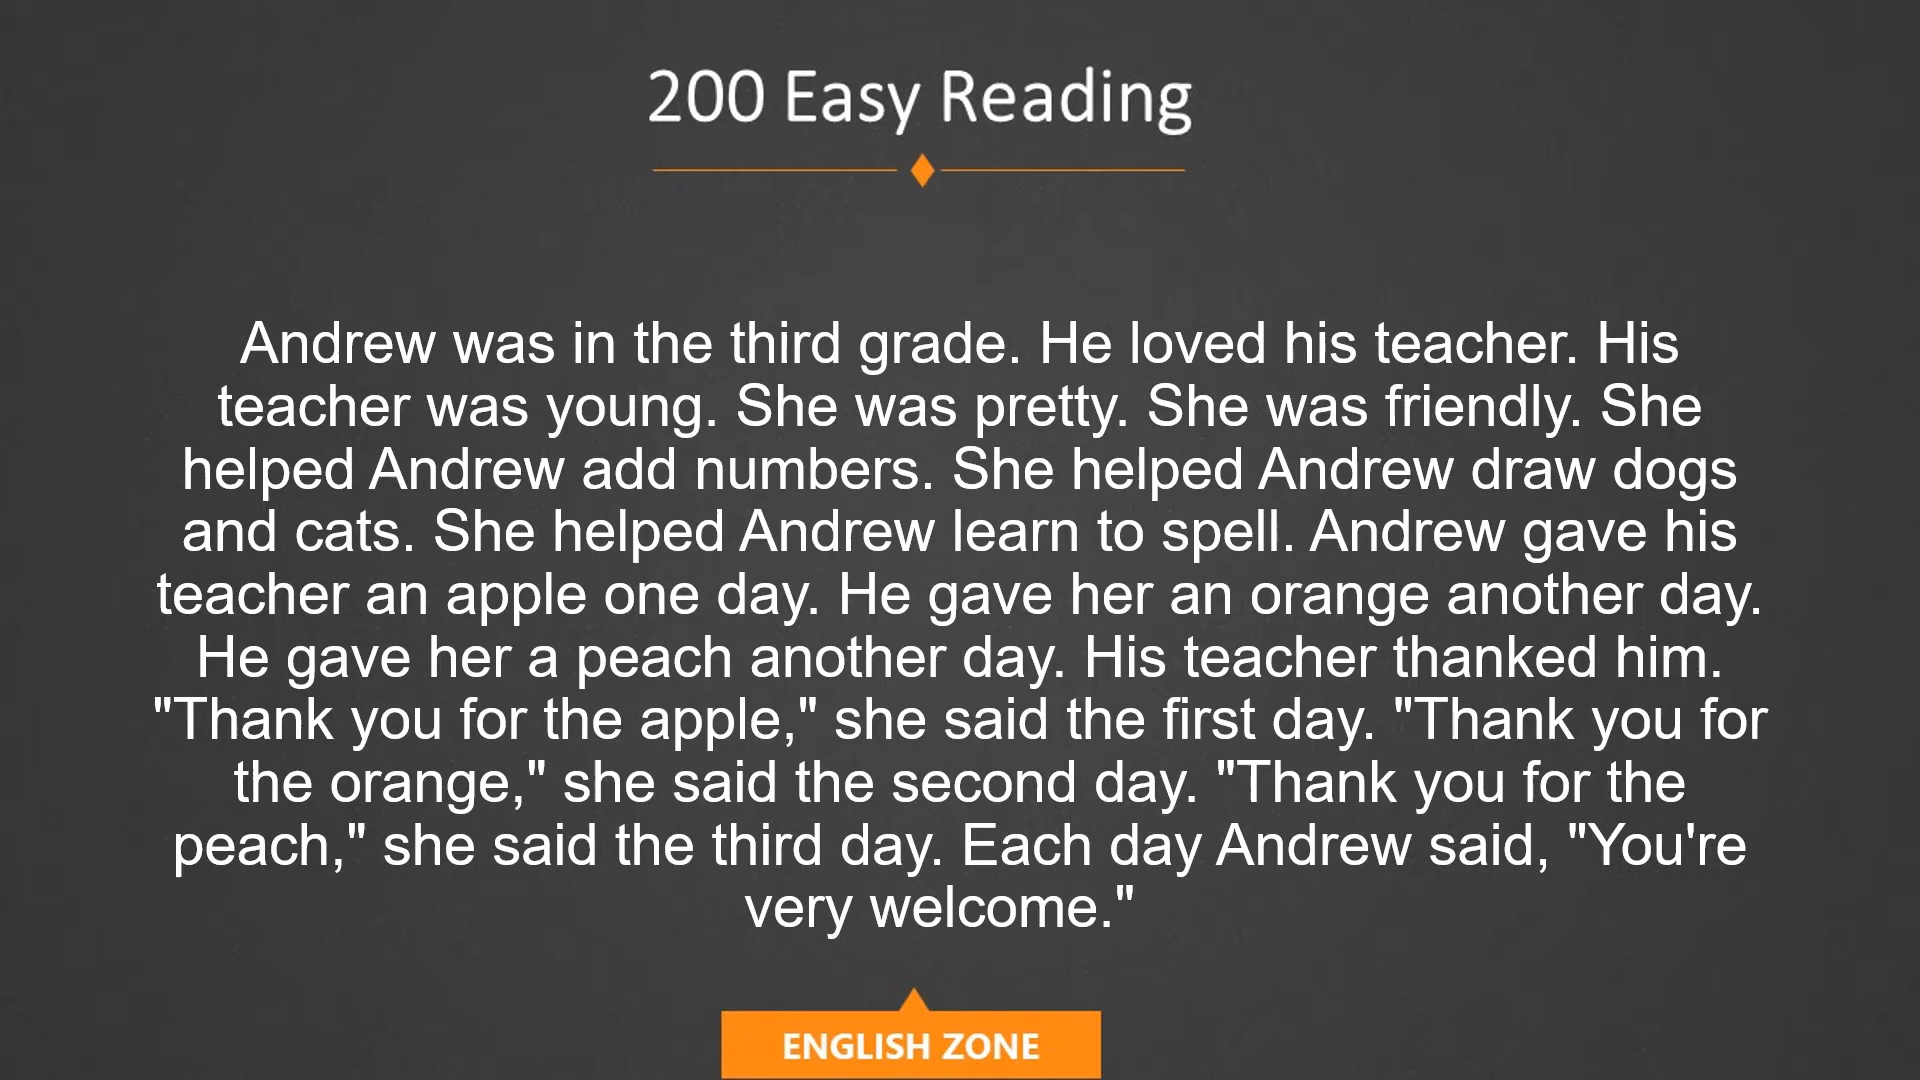 200 Easy Reading
Andrew was in the third grade. He loved his teacher. His
teacher was young. She was pretty. She was friendly. She
helped Andrew add numbers. She helped Andrew draw dogs
and cats. She helped Andrew learn to spell. Andrew gave his
teacher an apple one day. He gave her an orange another day.
He gave her a peach another day. His teacher thanked him.
"Thank you for the apple," she said the first day. "Thank you for
the orange," she said the second day. "Thank you for the
peach," she said the third day. Each day Andrew said, "You're
very welcome."
ENGLISH ZONE